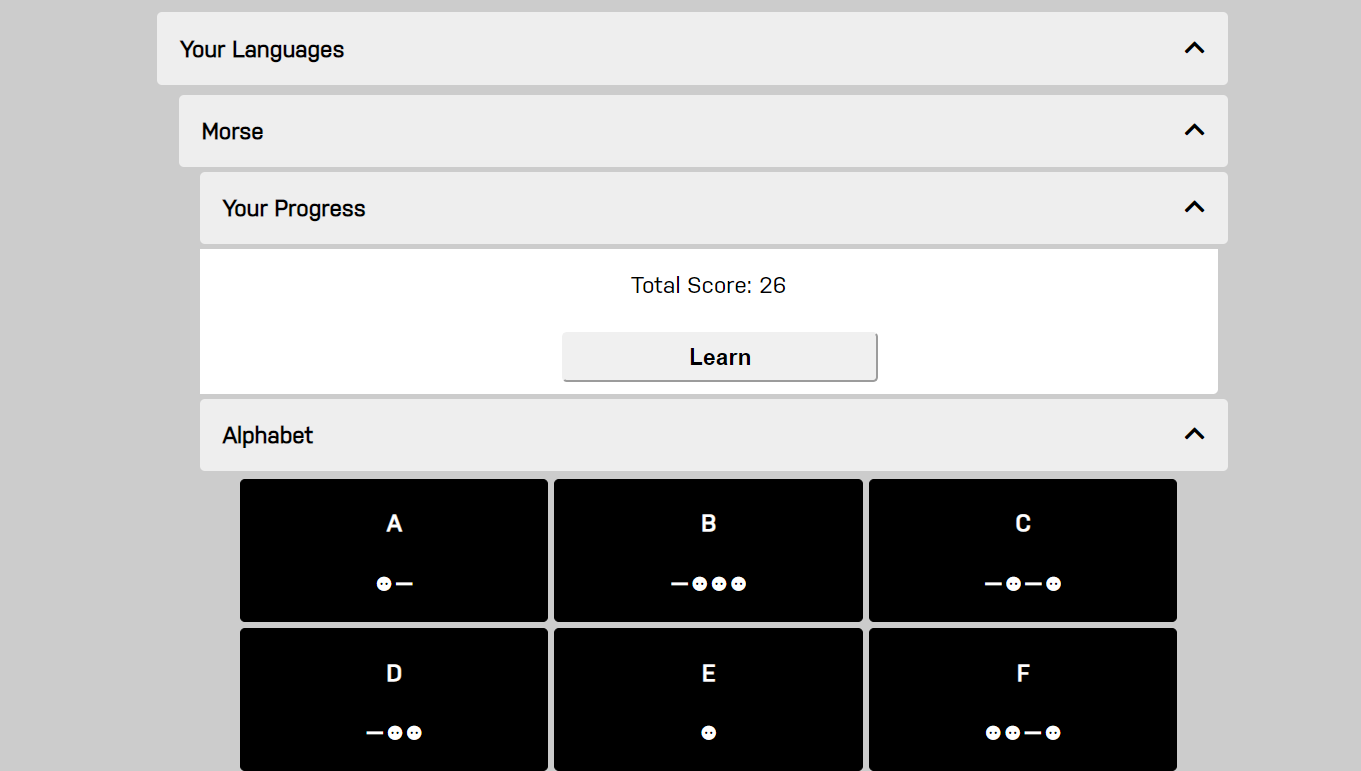 Your Languages
Morse
Your Progress
Total Score: 26
Learn
Alphabet
A B C
⚉– –⚉⚉⚉ –⚉–⚉
D E F
–⚉⚉ ⚉ ⚉⚉–⚉